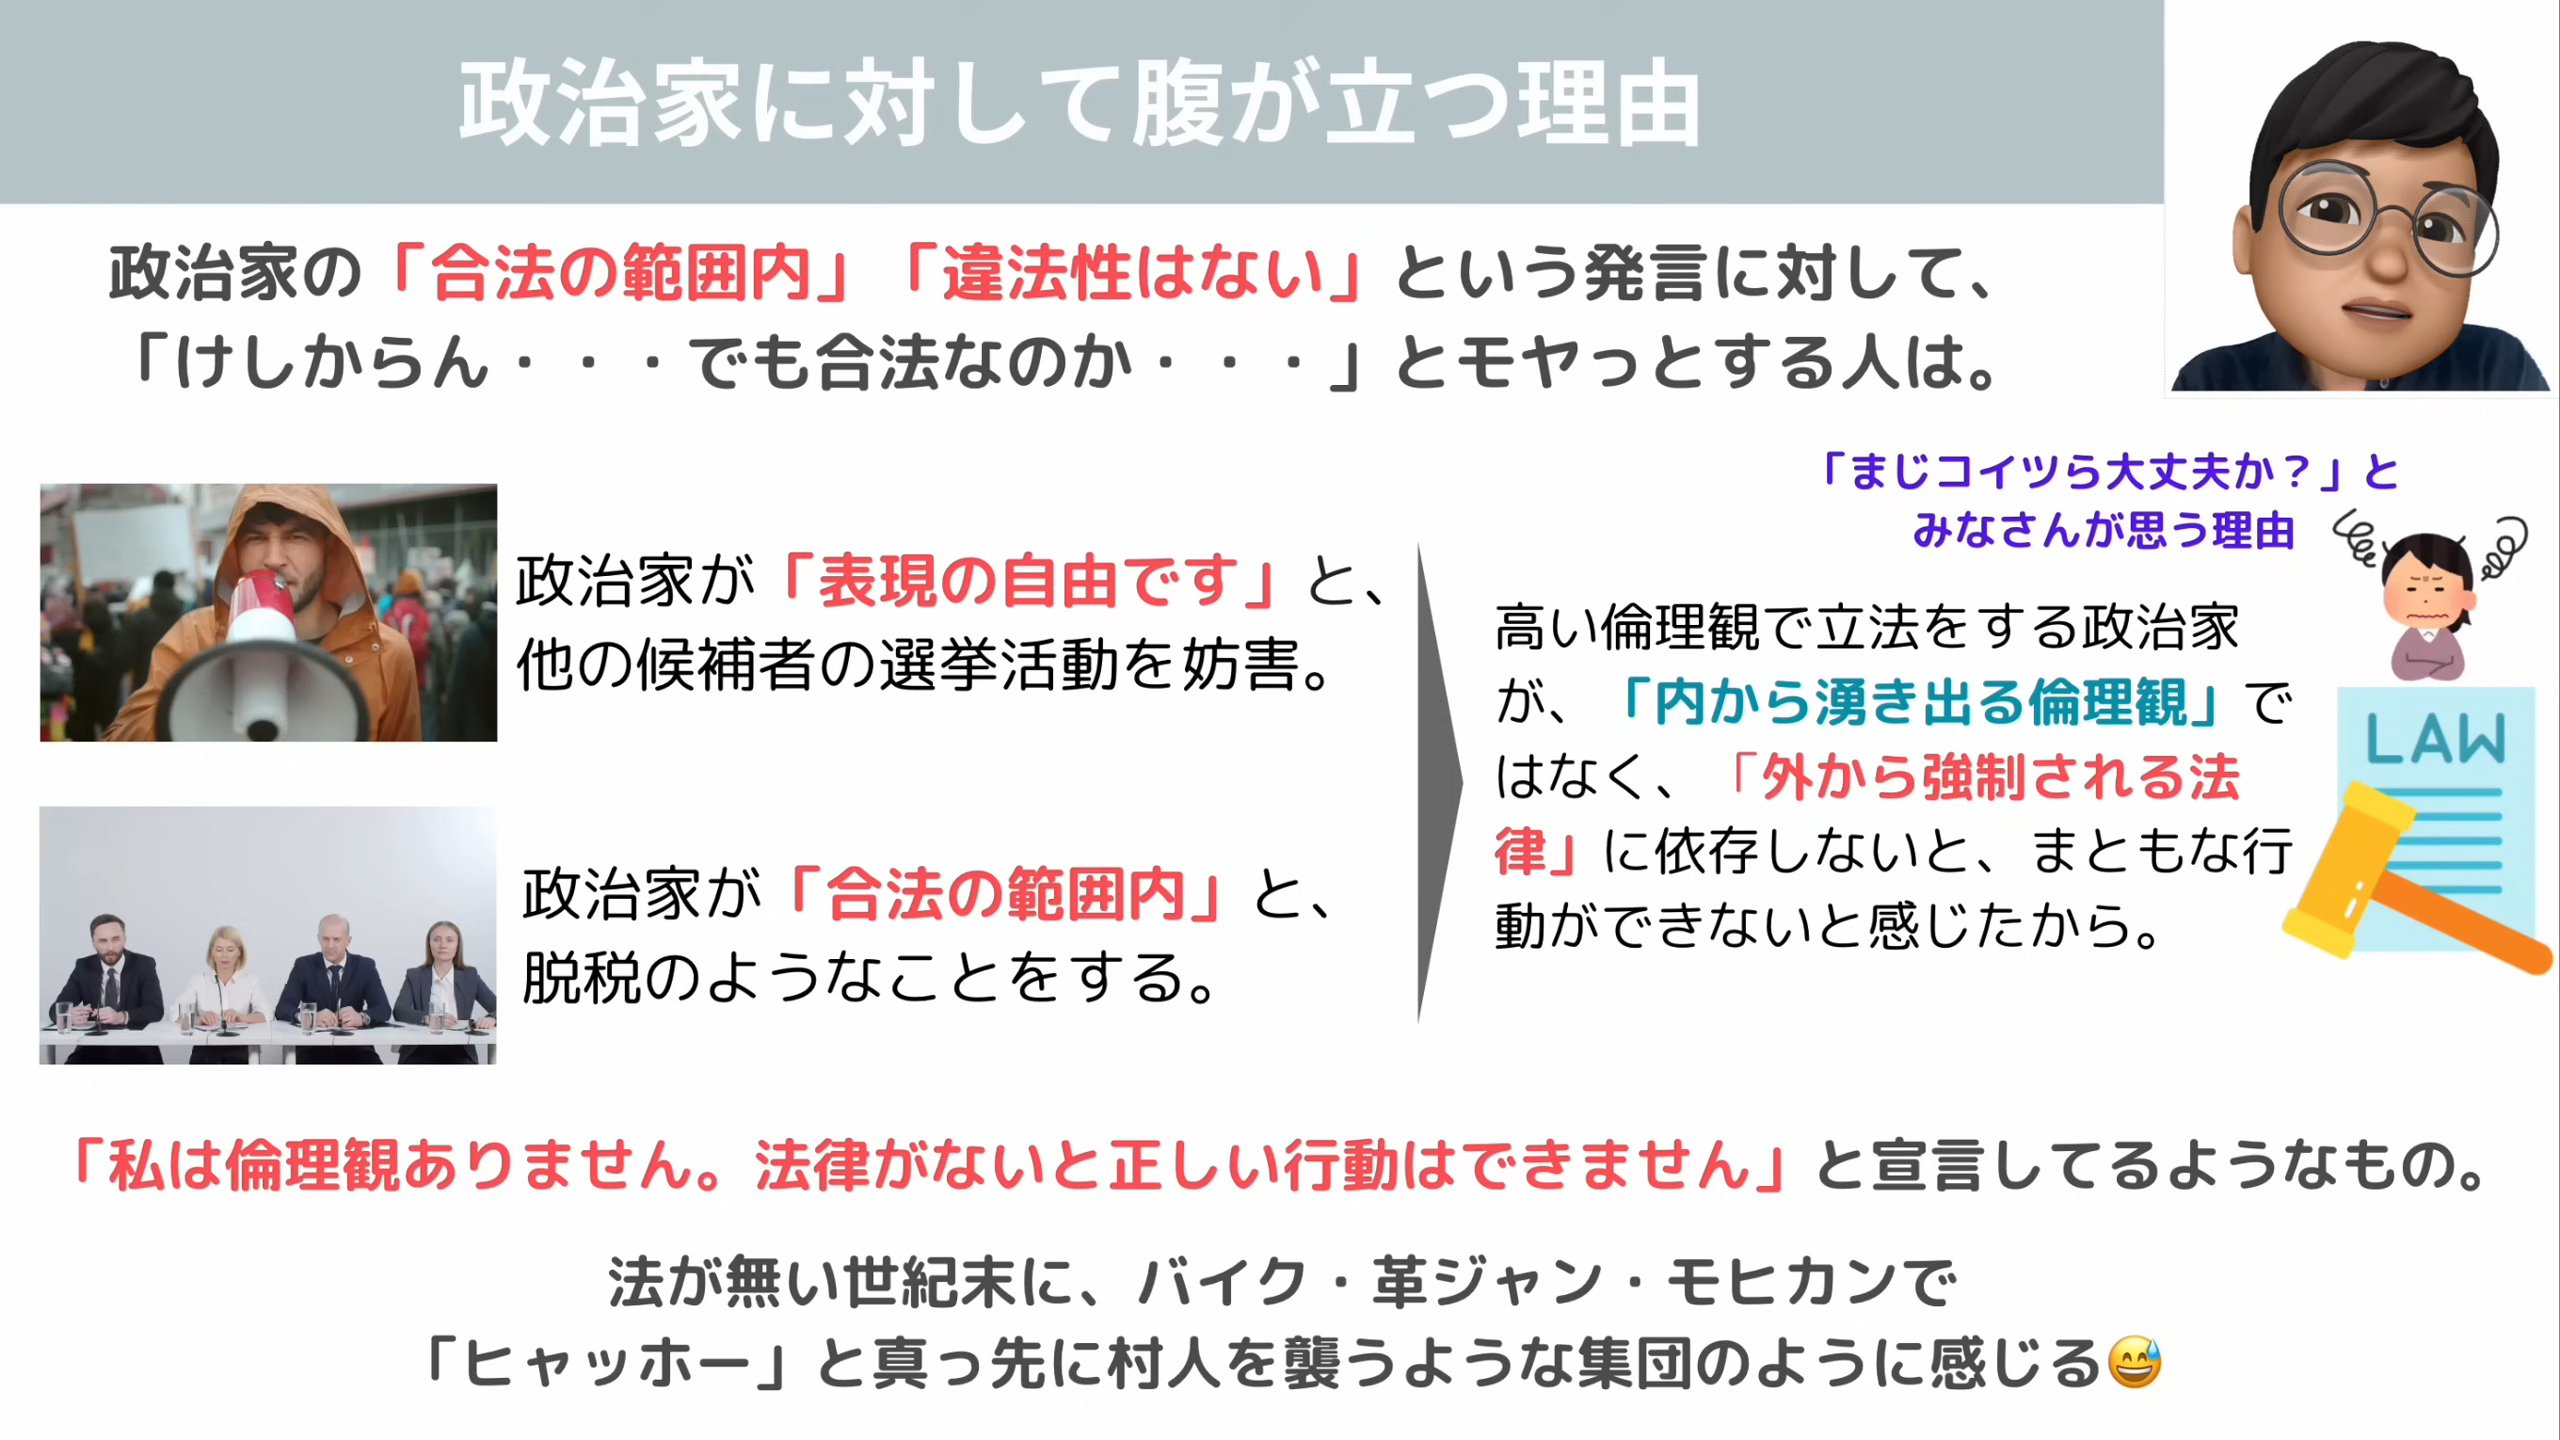 政治家に対して腹が立つ理由
政治家の「合法の範囲内」「違法性はない」という発言に対して、
「けしからん・・・でも合法なのか・・・」とモヤっとする人は。
政治家が「表現の自由です」と、
他の候補者の選挙活動を妨害。
政治家が「合法の範囲内」と、
脱税のようなことをする。
「まじコイツら大丈夫か？」と
みなさんが思う理由
高い倫理観で立法をする政治家
が、「内から湧き出る倫理観」で
はなく、「外から強制される法
律」に依存しないと、まともな行
動ができないと感じたから。
LAW
「私は倫理観ありません。法律がないと正しい行動はできません」と宣言してるようなもの。
法が無い世紀末に、バイク・革ジャン・モヒカンで
「ヒャッホー」と真っ先に村人を襲うような集団のように感じる😅